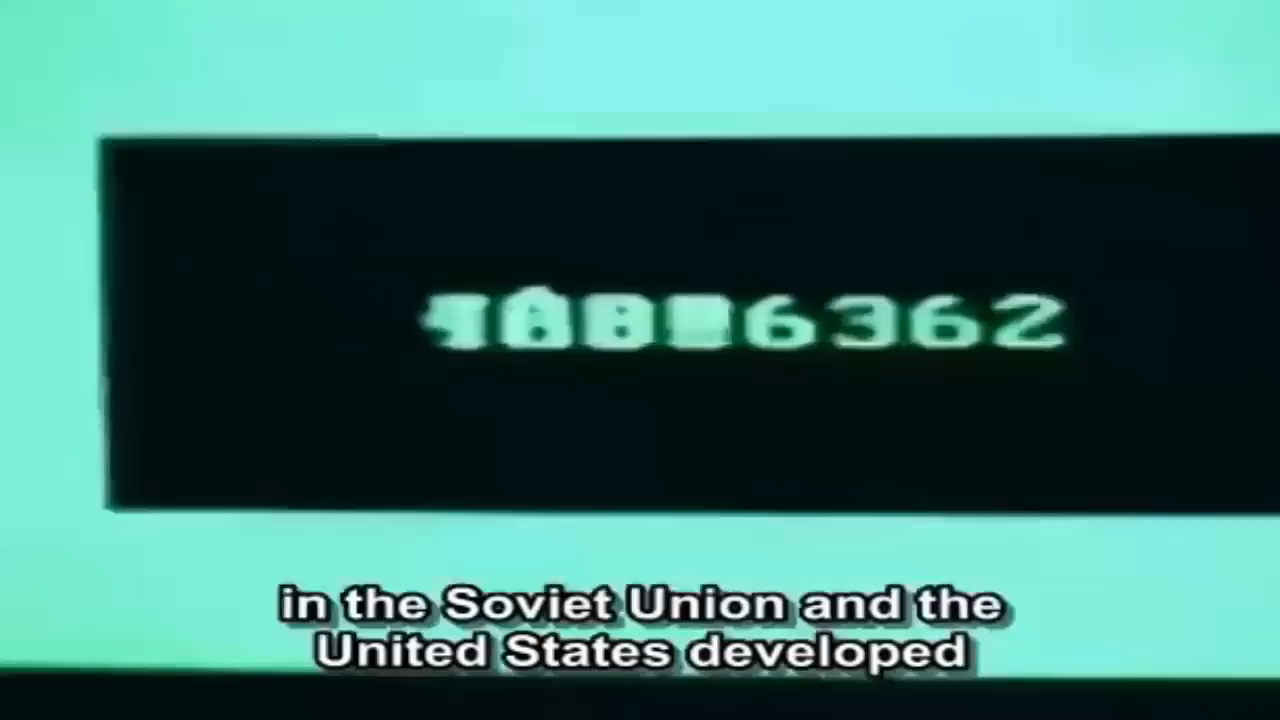 6362
in the Soviet Union and the
United States developed